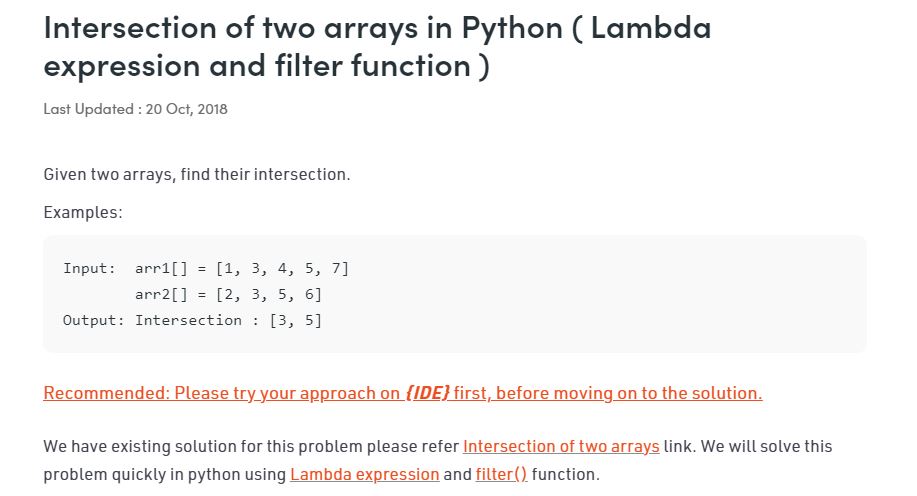 Intersection of two arrays in Python ( Lambda
expression and filter function )
Last Updated : 20 Oct, 2018
Given two arrays, find their intersection.
Examples:
Input:  arr1[] = [1, 3, 4, 5, 7]
        arr2[] = [2, 3, 5, 6]
Output: Intersection : [3, 5]
Recommended: Please try your approach on {IDE} first, before moving on to the solution.
We have existing solution for this problem please refer Intersection of two arrays link. We will solve this
problem quickly in python using Lambda expression and filter() function.